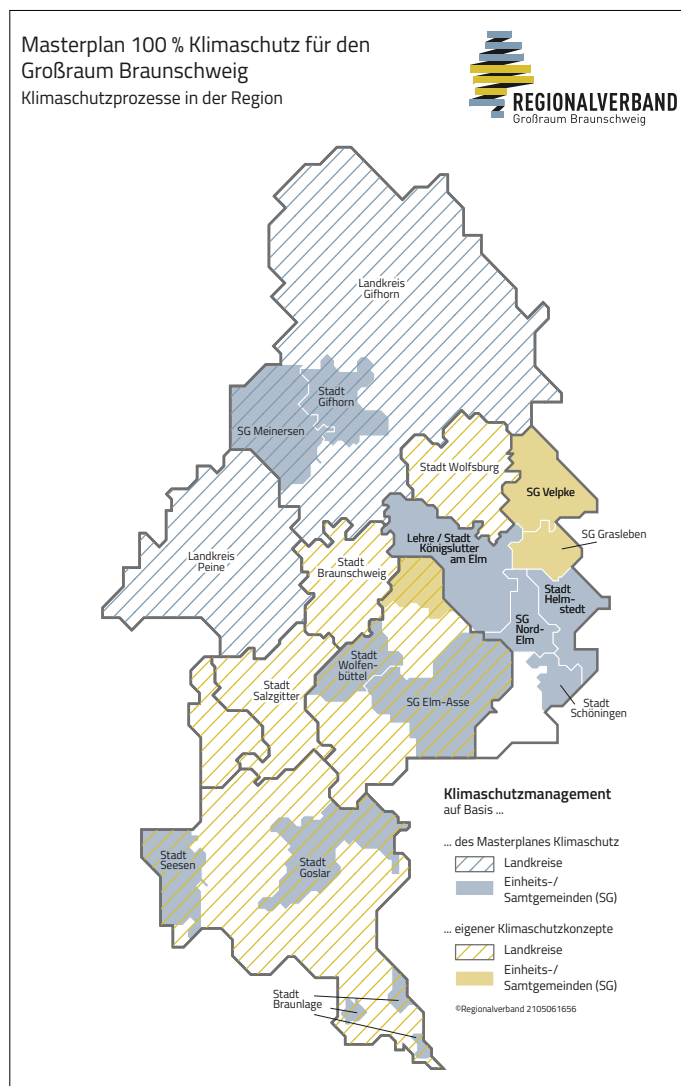 Masterplan 100 % Klimaschutz für den
Großraum Braunschweig
Klimaschutzprozesse in der Region
REGIONALVERBAND
Großraum Braunschweig
Landkreis
Gifhorn
Stadt
Gifhorn
SG Meinersen
Stadt Wolfsburg
SG Velpke
SG Grasleben
Lehre / Stadt
Königslutter
am Elm
Landkreis
Peine
Stadt
Braunschweig
Stadt
Helm-
stedt
SG
Nord-
Elm
Stadt
Wolfen-
büttel
Stadt
Salzgitter
SG Elm-Asse
Stadt
Schöningen
Stadt
Seesen
Stadt
Goslar
Stadt
Braunlage
Klimaschutzmanagement
auf Basis ...
... des Masterplanes Klimaschutz
Landkreise
Einheits-/
Samtgemeinden (SG)
... eigener Klimaschutzkonzepte
Landkreise
Einheits-/
Samtgemeinden (SG)
©Regionalverband 2105061656